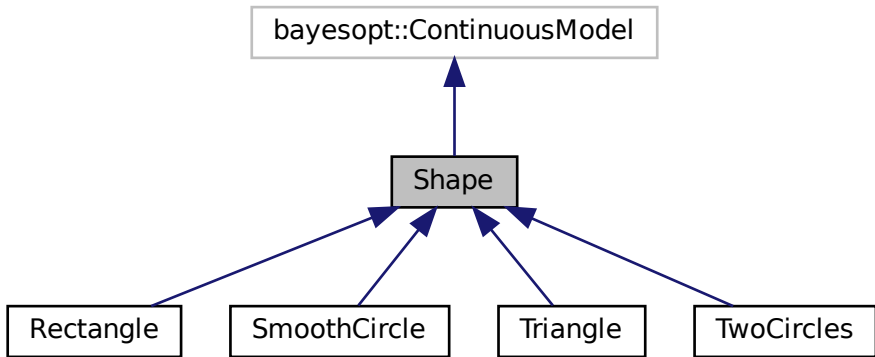 bayesopt::ContinuousModel
Shape
Rectangle
SmoothCircle
Triangle
TwoCircles